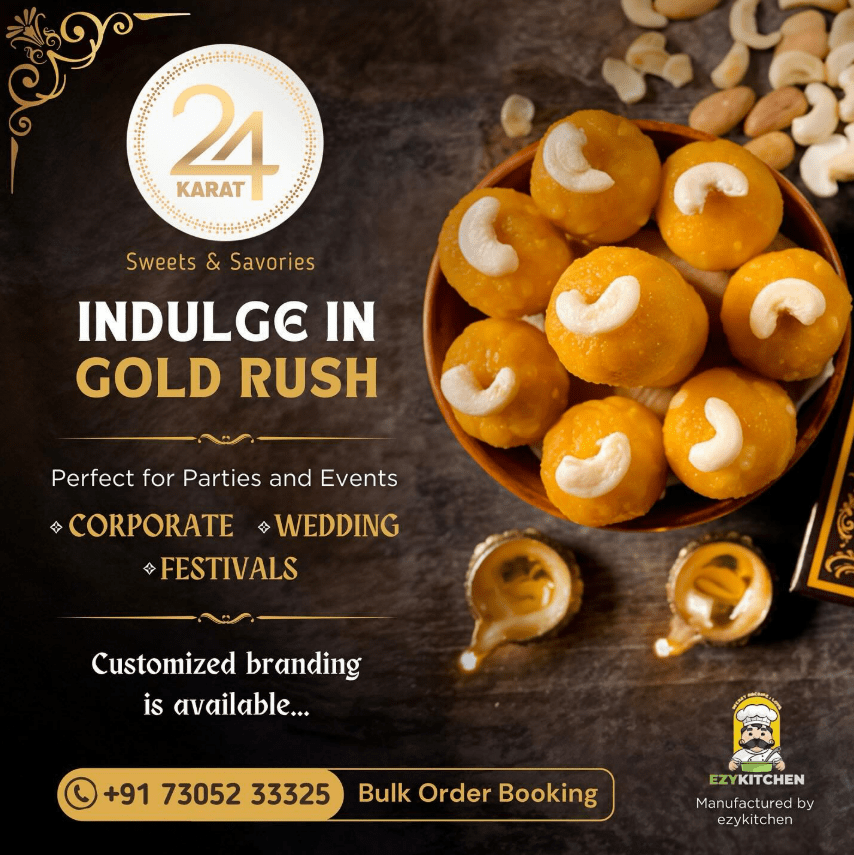 24
KARAT
Sweets & Savories
INDULGE IN
GOLD RUSH
Perfect for Parties and Events
CORPORATE WEDDING
FESTIVALS
Customized branding
is available...
+91 73052 33325 Bulk Order Booking
EZYKITCHEN
Manufactured by
ezykitchen